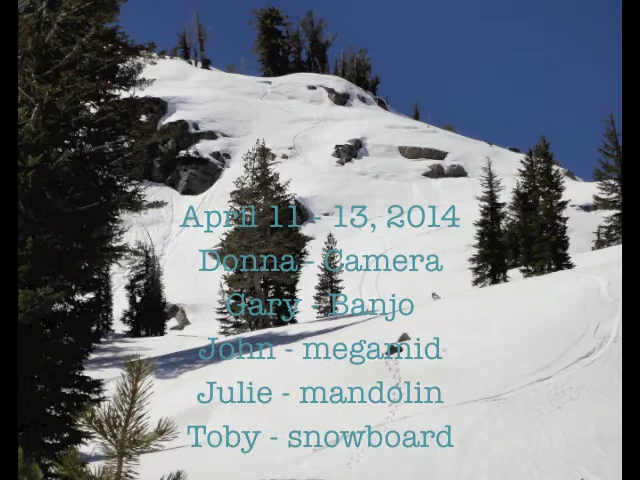 April 11 - 13, 2014
Donna - Camera
Gary - Banjo
John - megamid
Julie - mandolin
Toby - snowboard